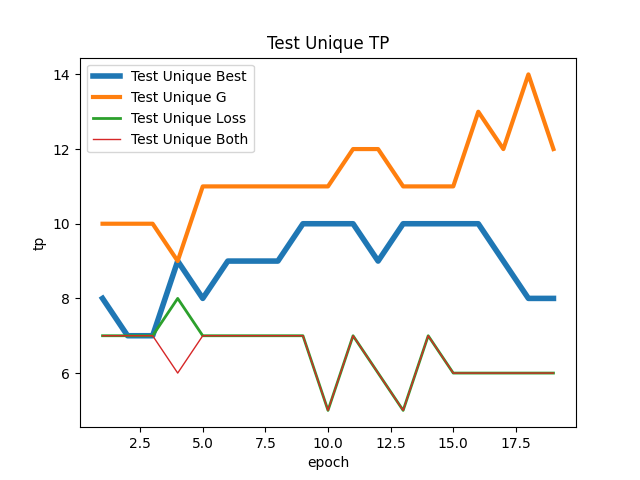 Test Unique TP
Test Unique Best
Test Unique G
Test Unique Loss
Test Unique Both
14
12
10
8
6
tp
2.5 5.0 7.5 10.0 12.5 15.0 17.5
epoch